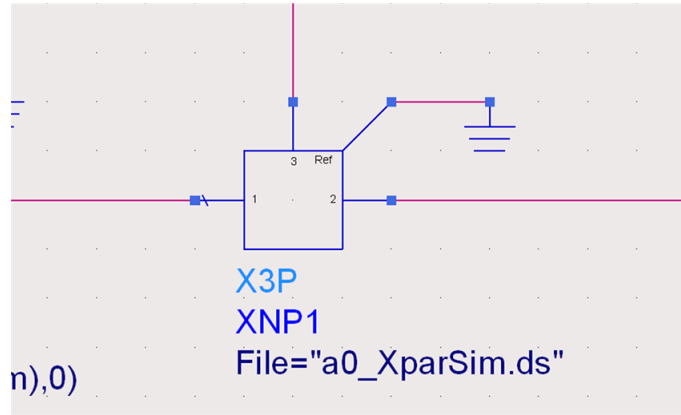 3 Ref
1 2
X3P
XNP1
File="a0_XparSim.ds"
m),0)